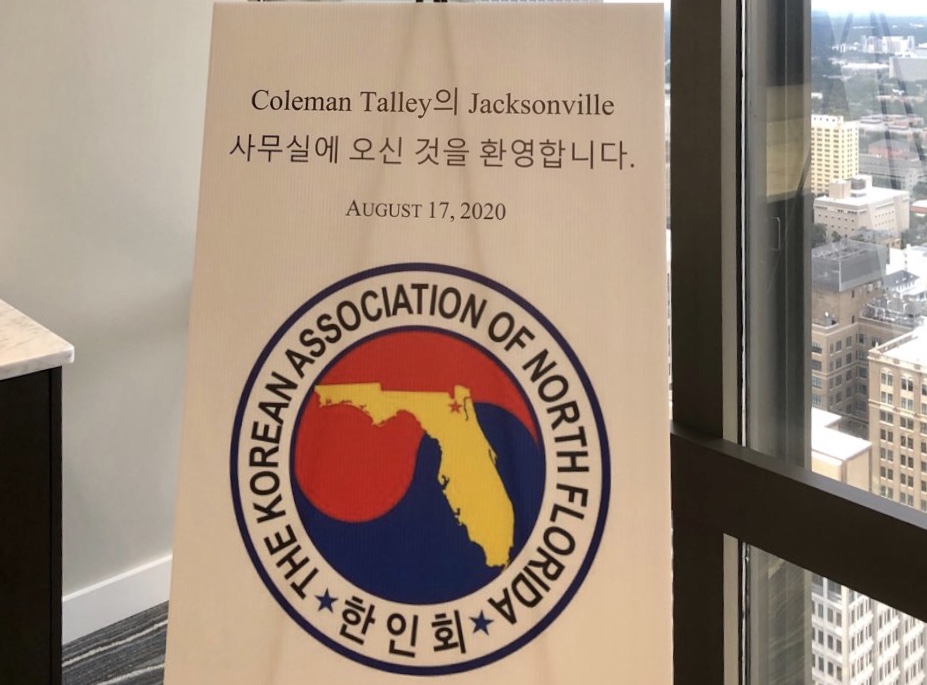 Coleman Talley의 Jacksonville
사무실에 오신 것을 환영합니다.
AUGUST 17, 2020
THE KOREAN ASSOCIATION OF NORTH FLORIDA
★ 한인회 ★